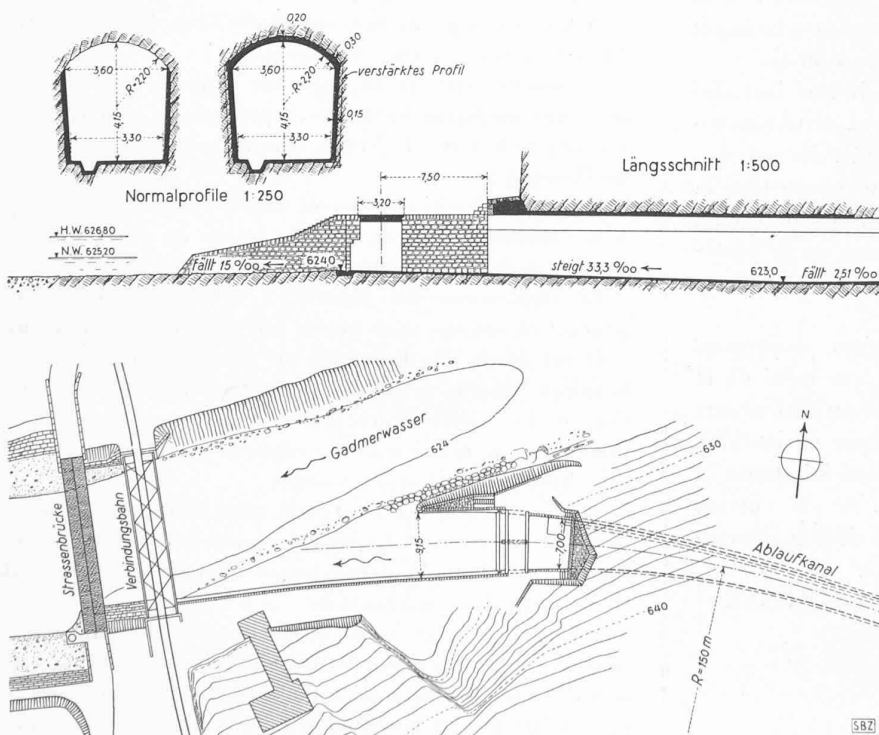 0,20
0,30
3,60
R=2,20
4,15
3,30
3,60
R=2,20
4,15
3,30
verstärktes Profil
0,15
Normalprofile 1:250
Längsschnitt 1:500
7,50
3,20
H.W. 626,80
N.W. 625,20
Fällt 15 ‰
624,0
steigt 33,3 ‰
623,0
fällt 2,51 ‰
Gadmerwasser
624
630
N
Strassenbrücke
Verbindungsbahn
9,15
7,00
Ablaufkanal
640
R=150 m
SBZ